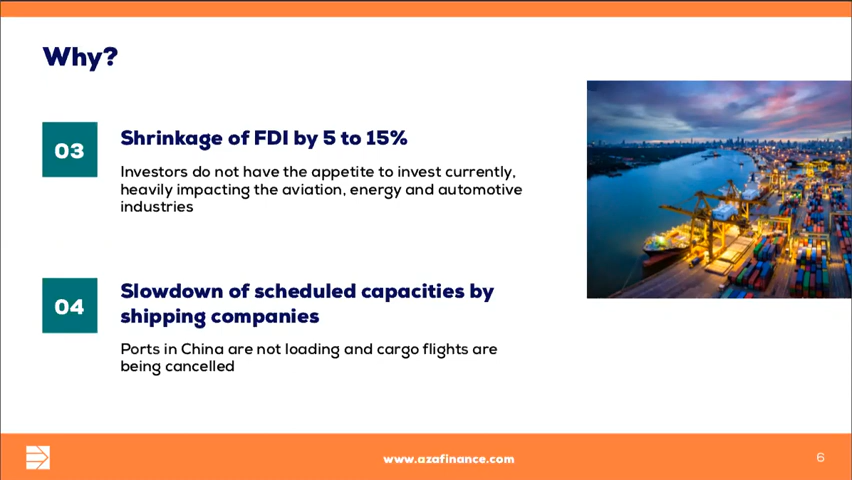 Why?
03
Shrinkage of FDI by 5 to 15%
Investors do not have the appetite to invest currently,
heavily impacting the aviation, energy and automotive
industries
04
Slowdown of scheduled capacities by
shipping companies
Ports in China are not loading and cargo flights are
being cancelled
www.azafinance.com
6